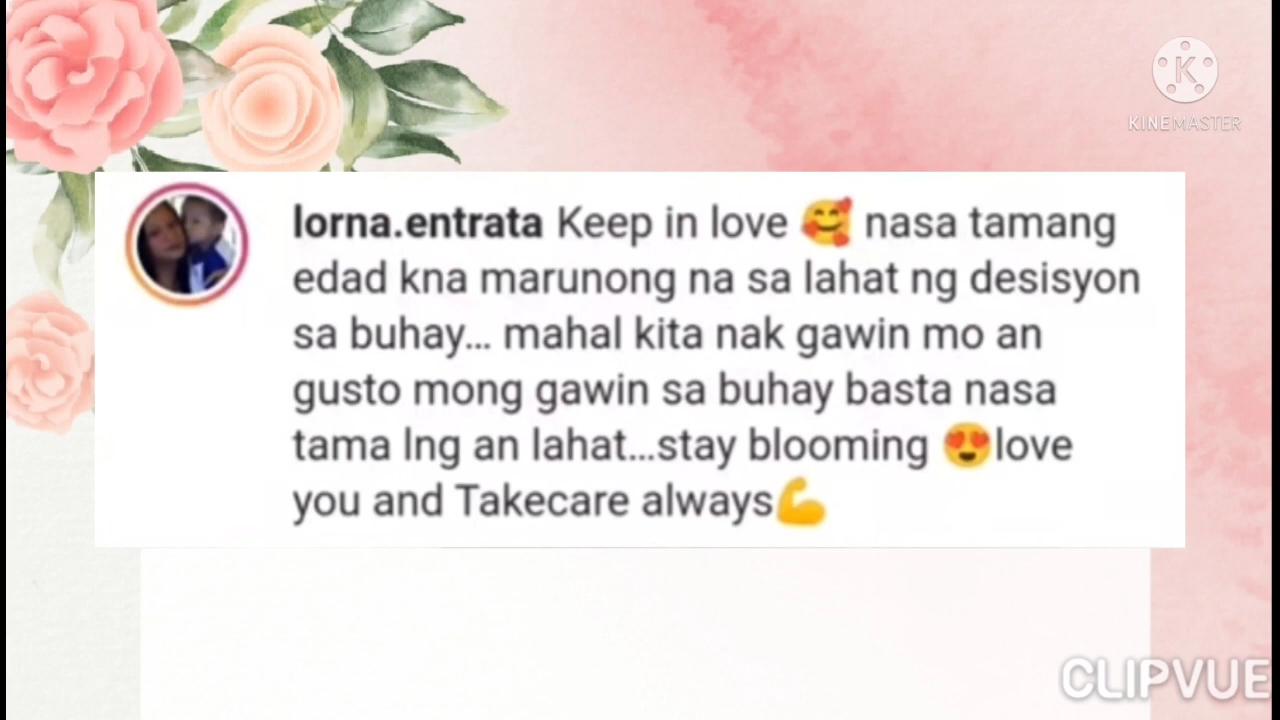 K
KINEMASTER
lorna.entrata Keep in love 🥰 nasa tamang
edad kna marunong na sa lahat ng desisyon
sa buhay... mahal kita nak gawin mo an
gusto mong gawin sa buhay basta nasa
tama lng an lahat...stay blooming 😍love
you and Takecare always💪
CLIPVUE